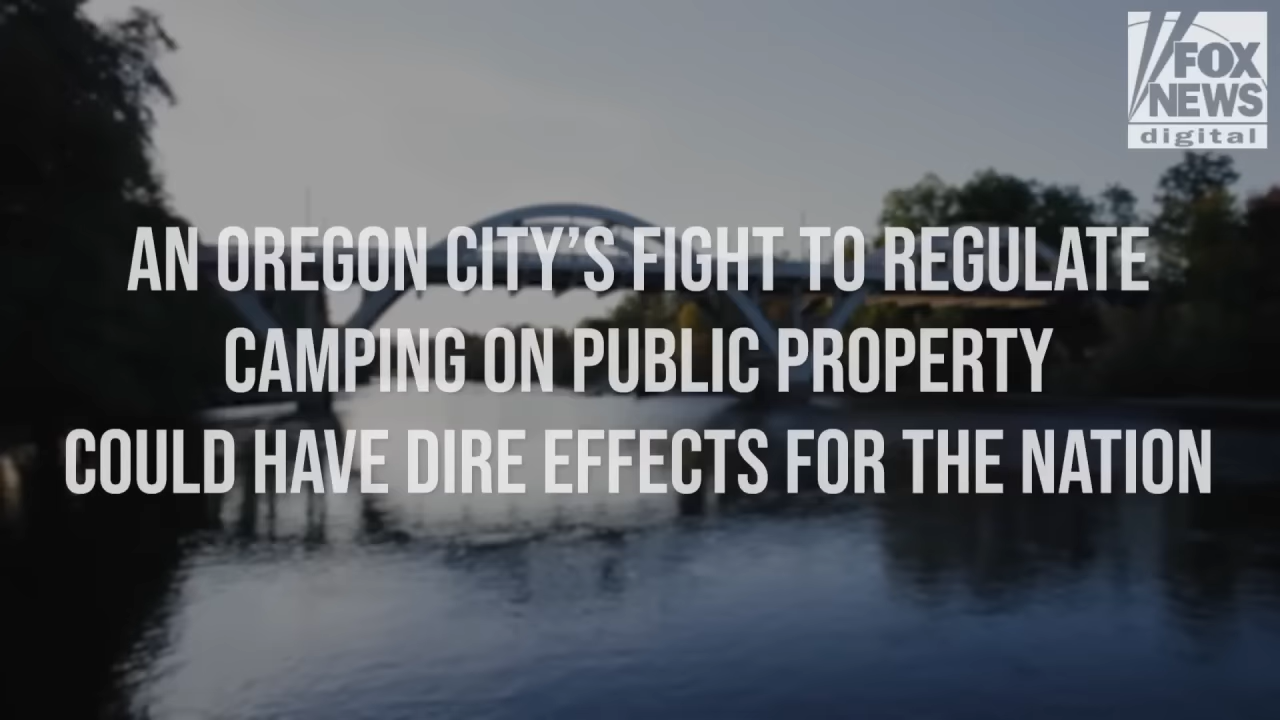 FOX
NEWS
digital
AN OREGON CITY’S FIGHT TO REGULATE
CAMPING ON PUBLIC PROPERTY
COULD HAVE DIRE EFFECTS FOR THE NATION